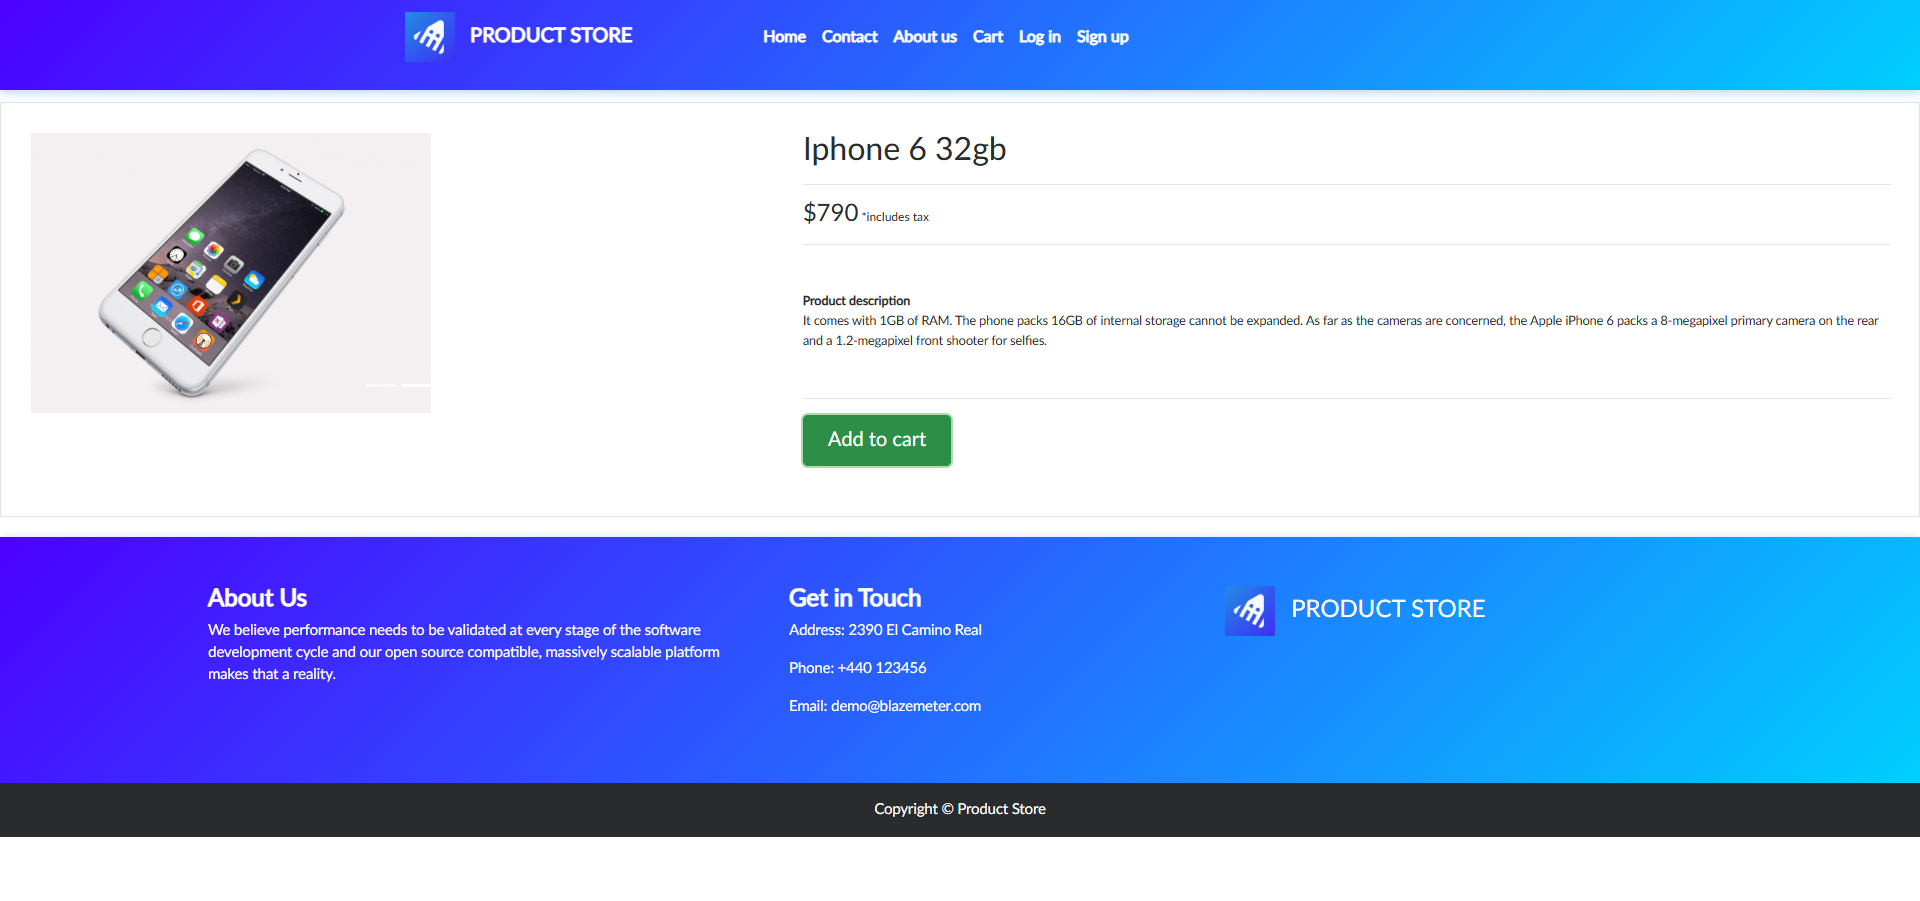 PRODUCT STORE
Home Contact About us Cart Log in Sign up
Iphone 6 32gb
$790 *includes tax
Product description
It comes with 1GB of RAM. The phone packs 16GB of internal storage cannot be expanded. As far as the cameras are concerned, the Apple iPhone 6 packs a 8-megapixel primary camera on the rear
and a 1.2-megapixel front shooter for selfies.
Add to cart
About Us
We believe performance needs to be validated at every stage of the software
development cycle and our open source compatible, massively scalable platform
makes that a reality.
Get in Touch
Address: 2390 El Camino Real
Phone: +440 123456
Email: demo@blazemeter.com
PRODUCT STORE
Copyright © Product Store